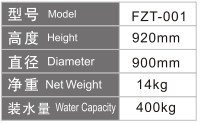 型号 Model FZT-001
高度 Height 920mm
直径 Diameter 900mm
净重 Net Weight 14kg
装水量 Water Capacity 400kg